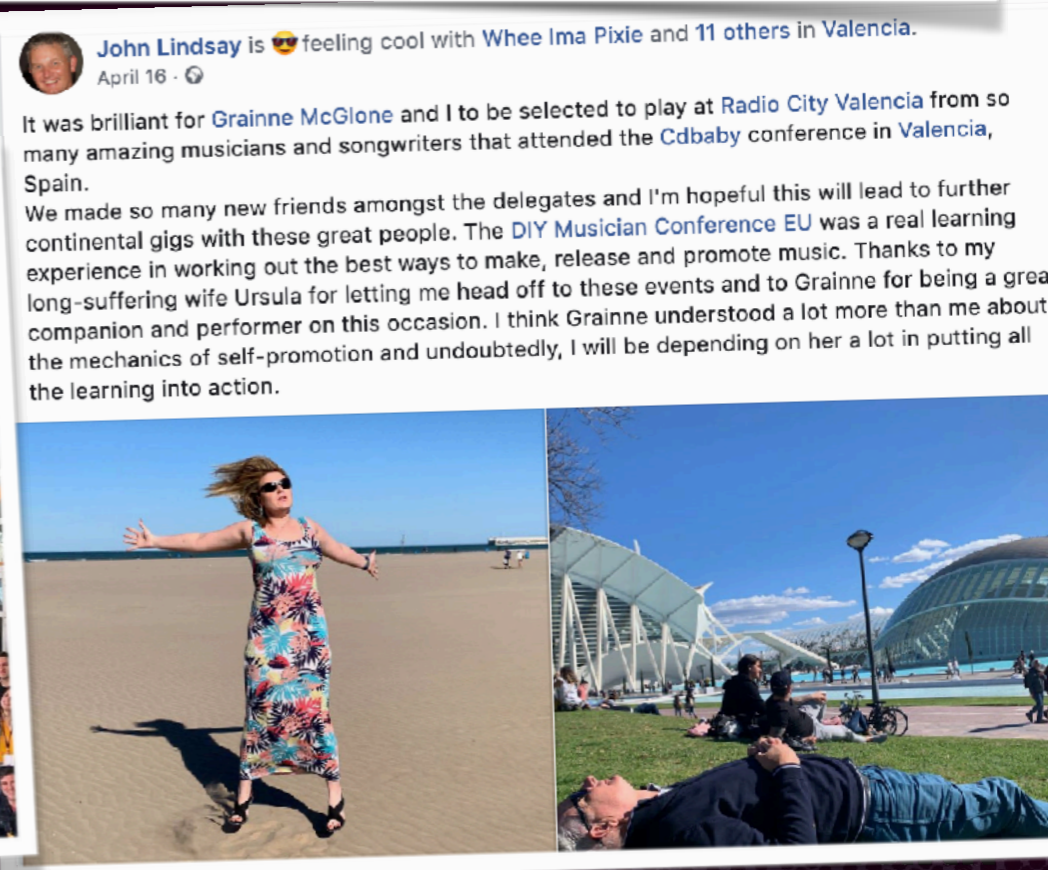 John Lindsay is 😎 feeling cool with Whee Ima Pixie and 11 others in Valencia.
April 16 ·
It was brilliant for Grainne McGlone and I to be selected to play at Radio City Valencia from so
many amazing musicians and songwriters that attended the Cdbaby conference in Valencia,
Spain.
We made so many new friends amongst the delegates and I'm hopeful this will lead to further
continental gigs with these great people. The DIY Musician Conference EU was a real learning
experience in working out the best ways to make, release and promote music. Thanks to my
long-suffering wife Ursula for letting me head off to these events and to Grainne for being a grea
companion and performer on this occasion. I think Grainne understood a lot more than me about
the mechanics of self-promotion and undoubtedly, I will be depending on her a lot in putting all
the learning into action.